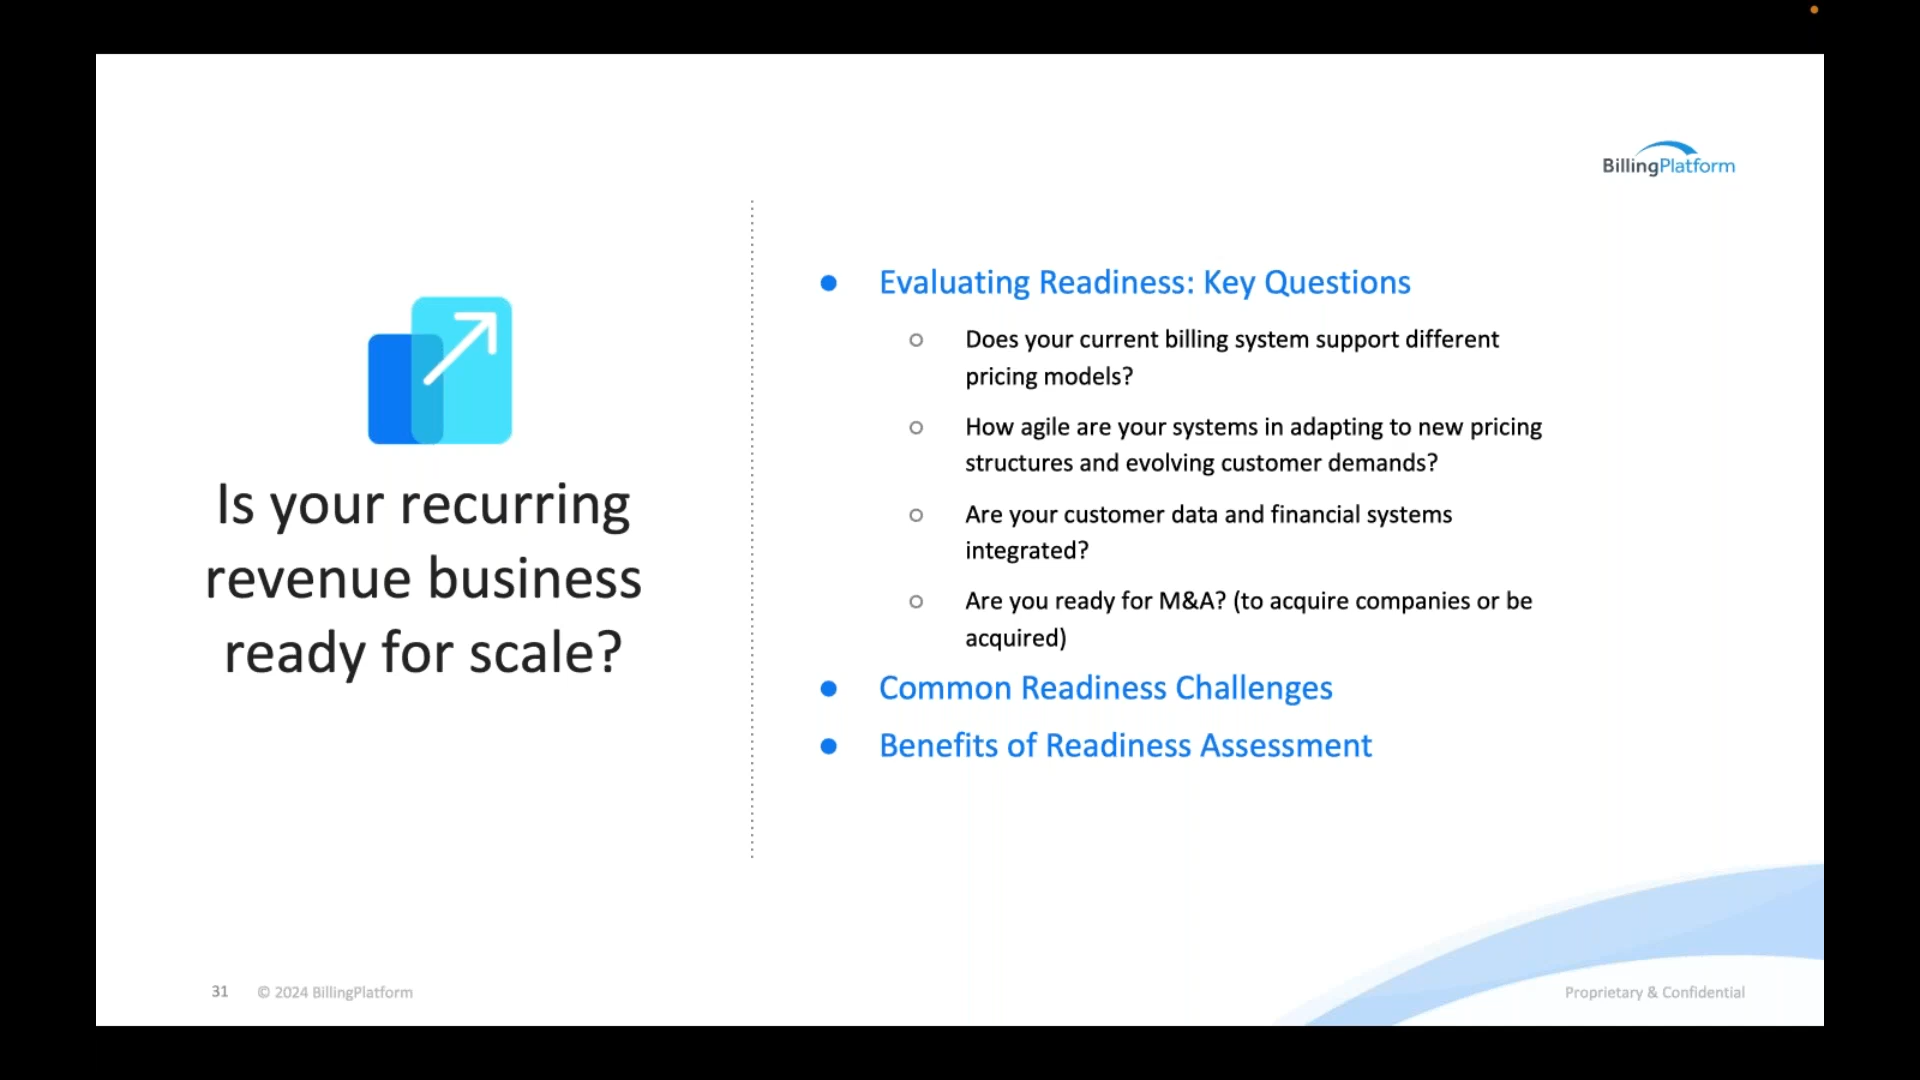 BillingPlatform
Is your recurring
revenue business
ready for scale?
● Evaluating Readiness: Key Questions
○ Does your current billing system support different
pricing models?
○ How agile are your systems in adapting to new pricing
structures and evolving customer demands?
○ Are your customer data and financial systems
integrated?
○ Are you ready for M&A? (to acquire companies or be
acquired)
● Common Readiness Challenges
● Benefits of Readiness Assessment
31 © 2024 BillingPlatform
Proprietary & Confidential